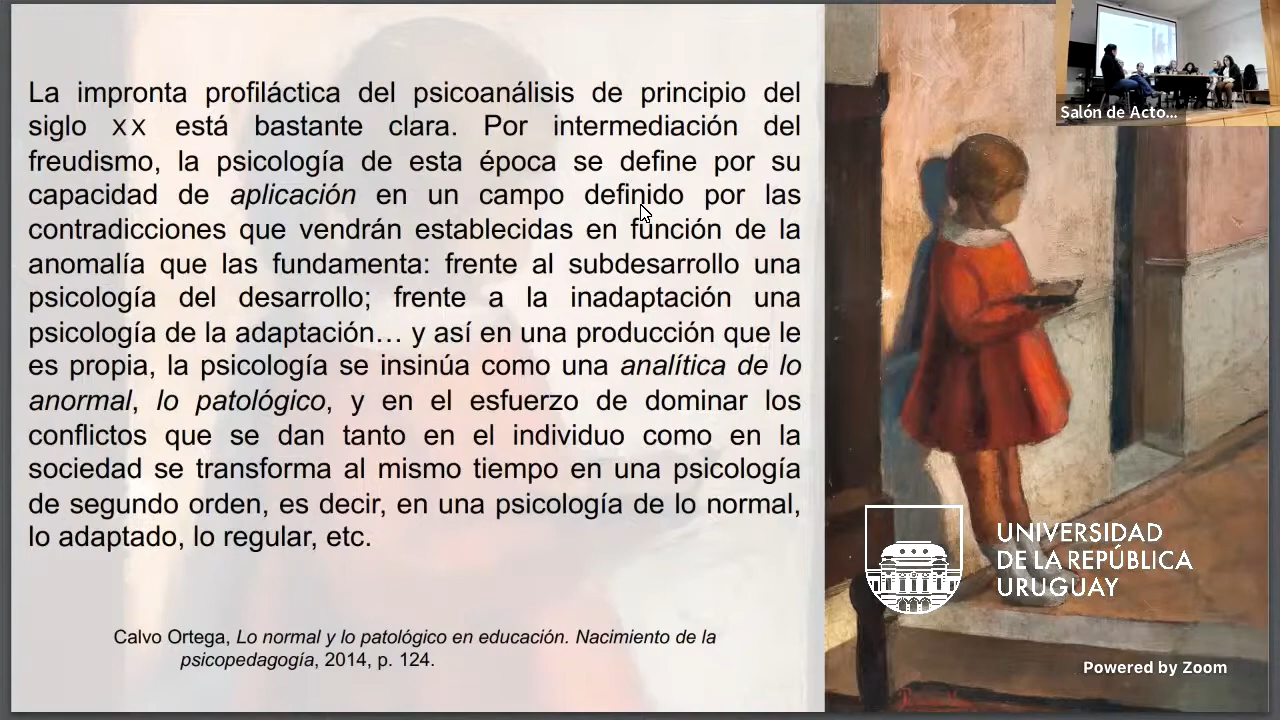 La impronta profiláctica del psicoanálisis de principio del
siglo XX está bastante clara. Por intermediación del
freudismo, la psicología de esta época se define por su
capacidad de aplicación en un campo definido por las
contradicciones que vendrán establecidas en función de la
anomalía que las fundamenta: frente al subdesarrollo una
psicología del desarrollo; frente a la inadaptación una
psicología de la adaptación… y así en una producción que le
es propia, la psicología se insinúa como una analítica de lo
anormal, lo patológico, y en el esfuerzo de dominar los
conflictos que se dan tanto en el individuo como en la
sociedad se transforma al mismo tiempo en una psicología
de segundo orden, es decir, en una psicología de lo normal,
lo adaptado, lo regular, etc.
Calvo Ortega, Lo normal y lo patológico en educación. Nacimiento de la
psicopedagogía, 2014, p. 124.
Salón de Acto...
UNIVERSIDAD
DE LA REPÚBLICA
URUGUAY
Powered by Zoom